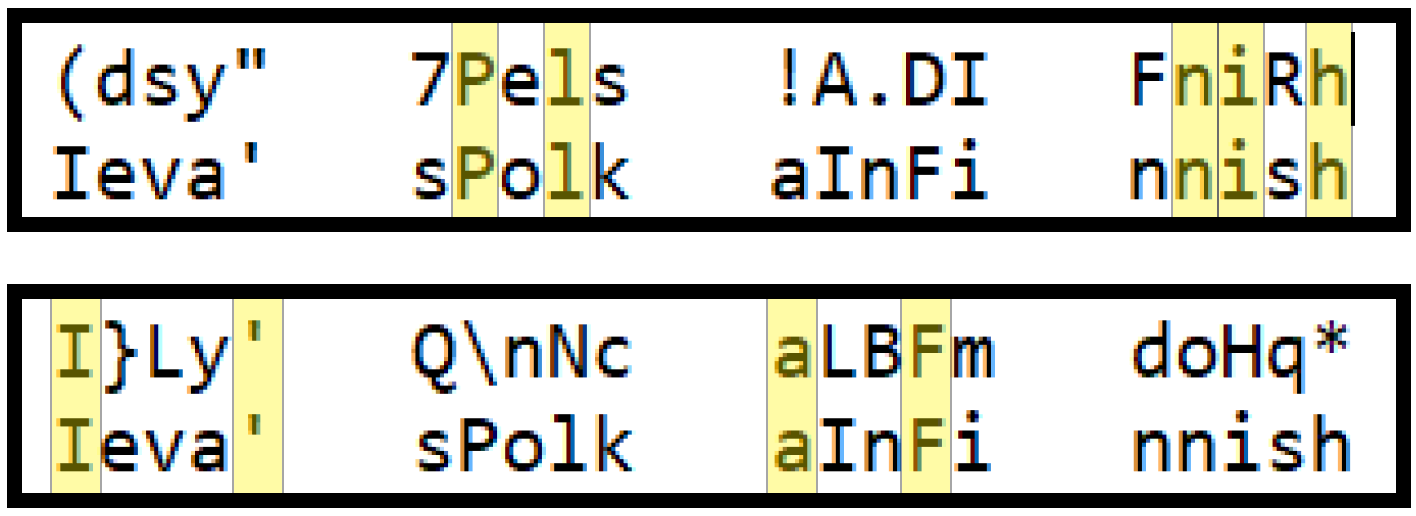 (dsy" 7Pels !A.DI FniRh
Ieva' sPolk aInFi nnish
I}Ly' Q\nNc aLBFm doHq*
Ieva' sPolk aInFi nnish